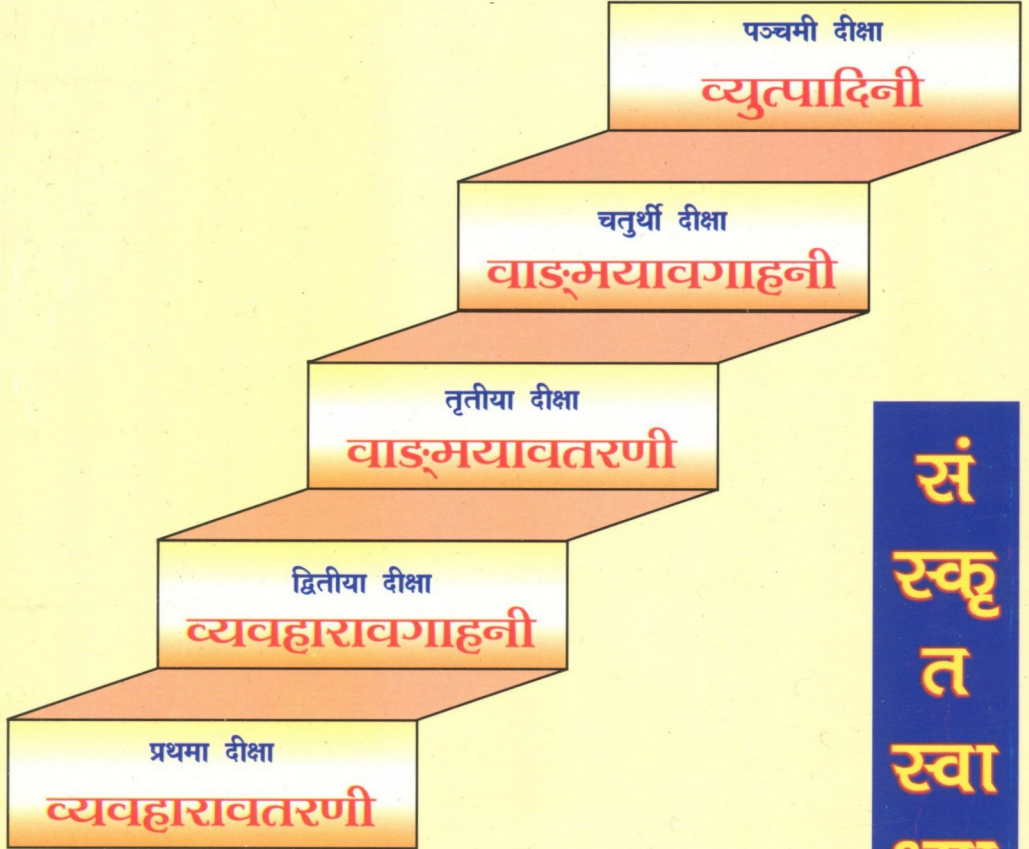 पञ्चमी दीक्षा
व्युत्पादिनी
चतुर्थी दीक्षा
वाङ्मयावगाहनी
तृतीया दीक्षा
वाङ्मयावतरणी
द्वितीया दीक्षा
व्यवहारावगाहनी
प्रथमा दीक्षा
व्यवहारावतरणी
सं
स्कृ
त
स्वा